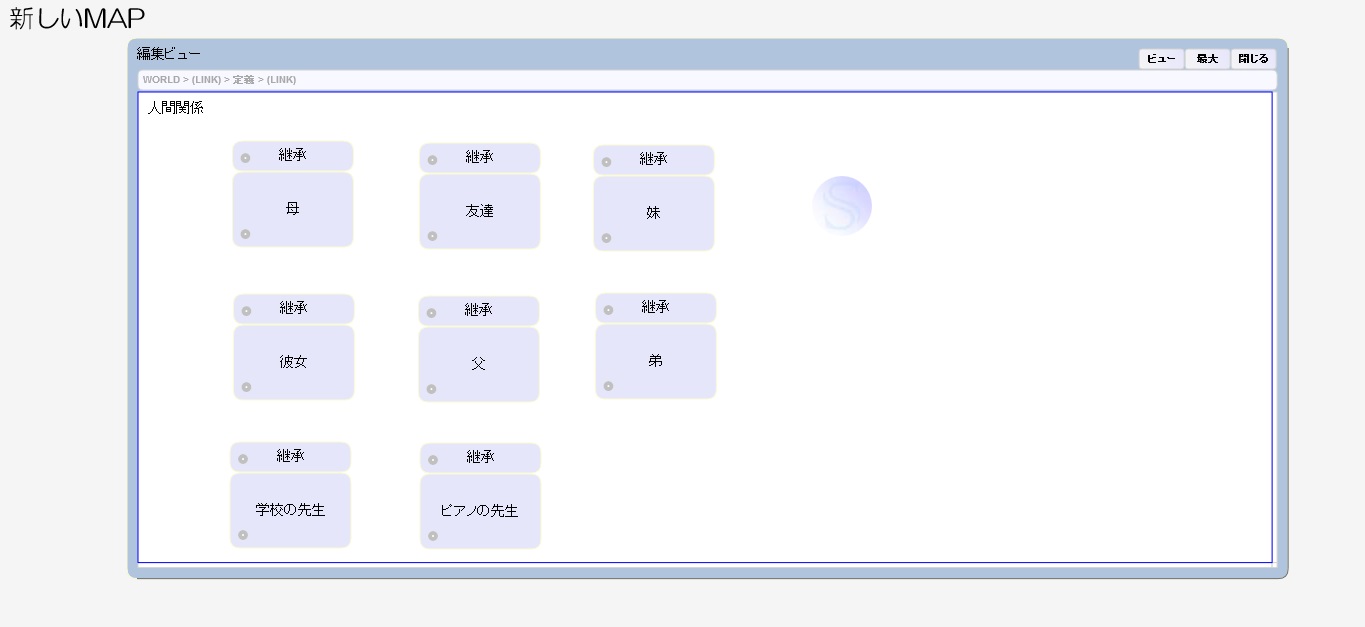 新しいMAP
編集ビュー
ビュー 最大 閉じる
WORLD > (LINK) > 定義 > (LINK)
人間関係
継承 継承 継承
母 友達 妹
S
継承 継承 継承
彼女 父 弟
継承 継承
学校の先生 ピアノの先生